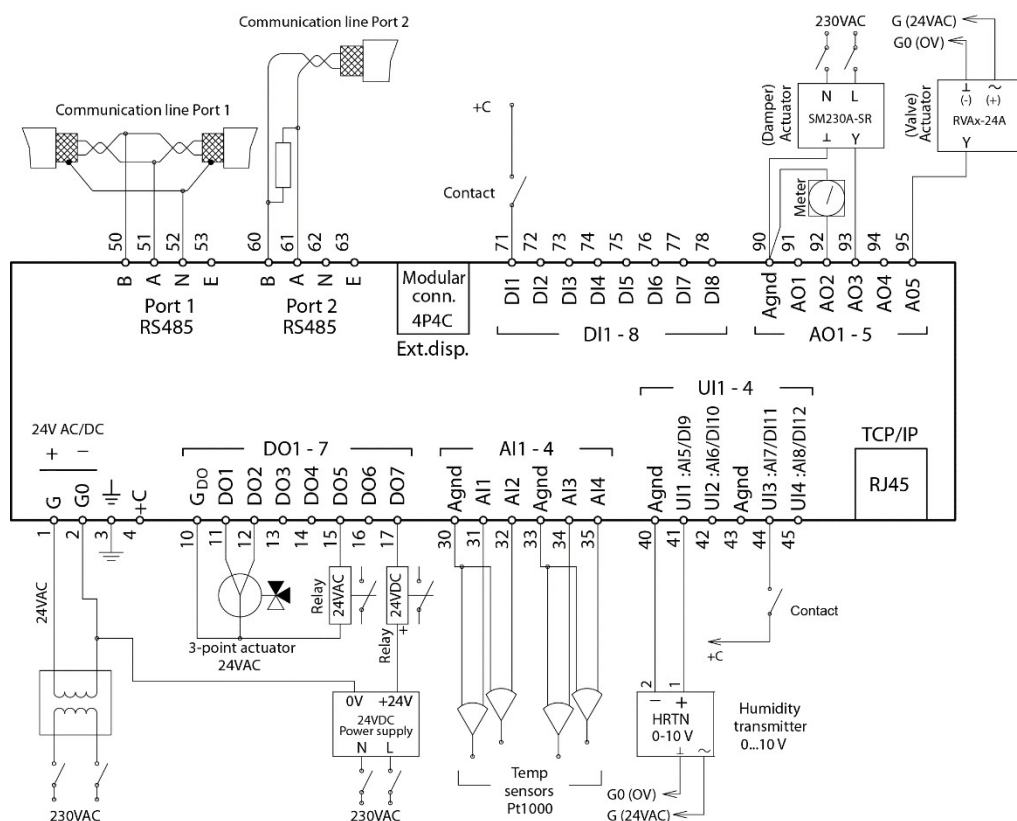 Communication line Port 2
Communication line Port 1
+C
Contact
230VAC
G (24VAC)
G0 (OV)
(Damper)
Actuator
N L
SM230A-SR
⊥ Y
Meter
(Valve)
Actuator
⊥ ~
(-) (+)
RVAx-24A
Y
50 51 52 53 60 61 62 63 71 72 73 74 75 76 77 78 90 91 92 93 94 95
B A N E
Port 1
RS485
B A N E
Port 2
RS485
Modular
conn.
4P4C
Ext.disp.
DI1 DI2 DI3 DI4 DI5 DI6 DI7 DI8
DI1 - 8
Agnd AO1 AO2 AO3 AO4 A05
AO1 - 5
24V AC/DC
+ −
G G0 +C
DO1 - 7
GDO DO1 DO2 DO3 DO4 DO5 DO6 DO7
AI1 - 4
Agnd AI1 AI2 Agnd AI3 AI4
UI1 - 4
Agnd
UI1 :AI5/DI9
UI2 :AI6/DI10
Agnd
UI3 :AI7/DI11
UI4 :AI8/DI12
TCP/IP
RJ45
1 2 3 4 10 11 12 13 14 15 16 17 30 31 32 33 34 35 40 41 42 43 44 45
24VAC
3-point actuator
24VAC
Relay
24VAC
Relay
24VDC
+
0V +24V
24VDC
Power supply
N L
230VAC
230VAC
Temp
sensors
Pt1000
Contact
+C
2 1
− +
HRTN
0-10 V
⊥ ~
Humidity
transmitter
0...10 V
G0 (OV)
G (24VAC)